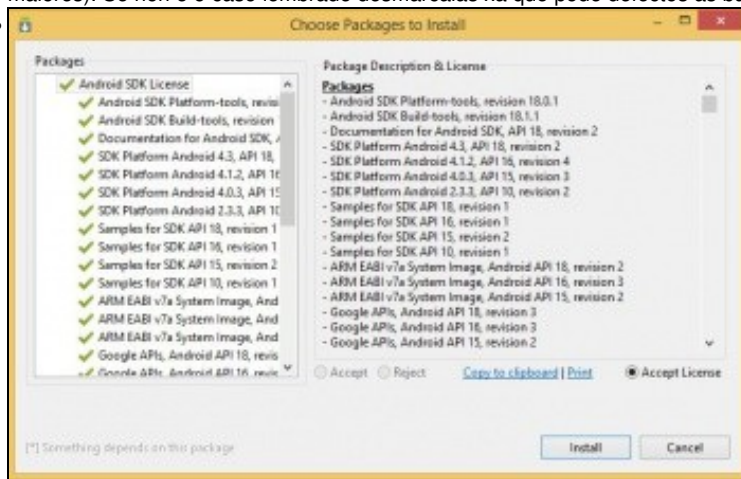 Choose Packages to Install
Packages
Android SDK License
Android SDK Platform-tools, revis
Android SDK Build-tools, revision
Documentation for Android SDK, A
SDK Platform Android 4.3, API 18,
SDK Platform Android 4.1.2, API 16
SDK Platform Android 4.0.3, API 15
SDK Platform Android 2.3.3, API 10
Samples for SDK API 18, revision 1
Samples for SDK API 16, revision 1
Samples for SDK API 15, revision 2
Samples for SDK API 10, revision 1
ARM EABI v7a System Image, And
ARM EABI v7a System Image, And
ARM EABI v7a System Image, And
Google APIs, Android API 18, revis
Google APIs, Android API 16, revis
Package Description & License
Packages
- Android SDK Platform-tools, revision 18.0.1
- Android SDK Build-tools, revision 18.1.1
- Documentation for Android SDK, API 18, revision 2
- SDK Platform Android 4.3, API 18, revision 2
- SDK Platform Android 4.1.2, API 16, revision 4
- SDK Platform Android 4.0.3, API 15, revision 3
- SDK Platform Android 2.3.3, API 10, revision 2
- Samples for SDK API 18, revision 1
- Samples for SDK API 16, revision 1
- Samples for SDK API 15, revision 2
- Samples for SDK API 10, revision 1
- ARM EABI v7a System Image, Android API 18, revision 2
- ARM EABI v7a System Image, Android API 16, revision 3
- ARM EABI v7a System Image, Android API 15, revision 2
- Google APIs, Android API 18, revision 3
- Google APIs, Android API 16, revision 3
- Google APIs, Android API 15, revision 2
Accept Reject Copy to clipboard | Print Accept License
[*] Something depends on this package
Install Cancel